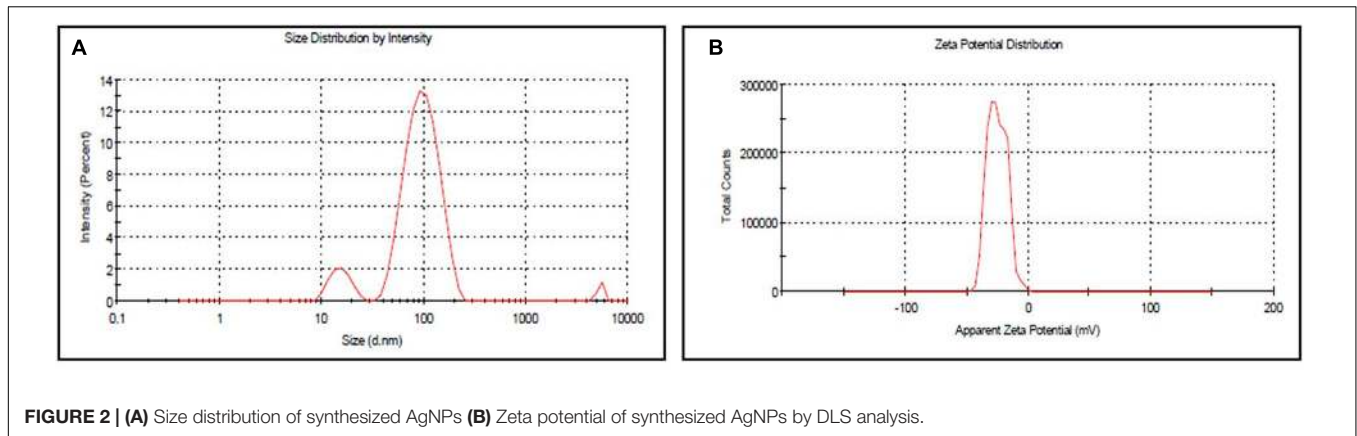 A
Size Distribution by Intensity
14
12
10
8
6
4
2
0
Intensity (Percent)
0.1 1 10 100 1000 10000
Size (d.nm)
B
Zeta Potential Distribution
300000
200000
100000
0
Total Counts
-100 0 100 200
Apparent Zeta Potential (mV)
FIGURE 2 | (A) Size distribution of synthesized AgNPs (B) Zeta potential of synthesized AgNPs by DLS analysis.